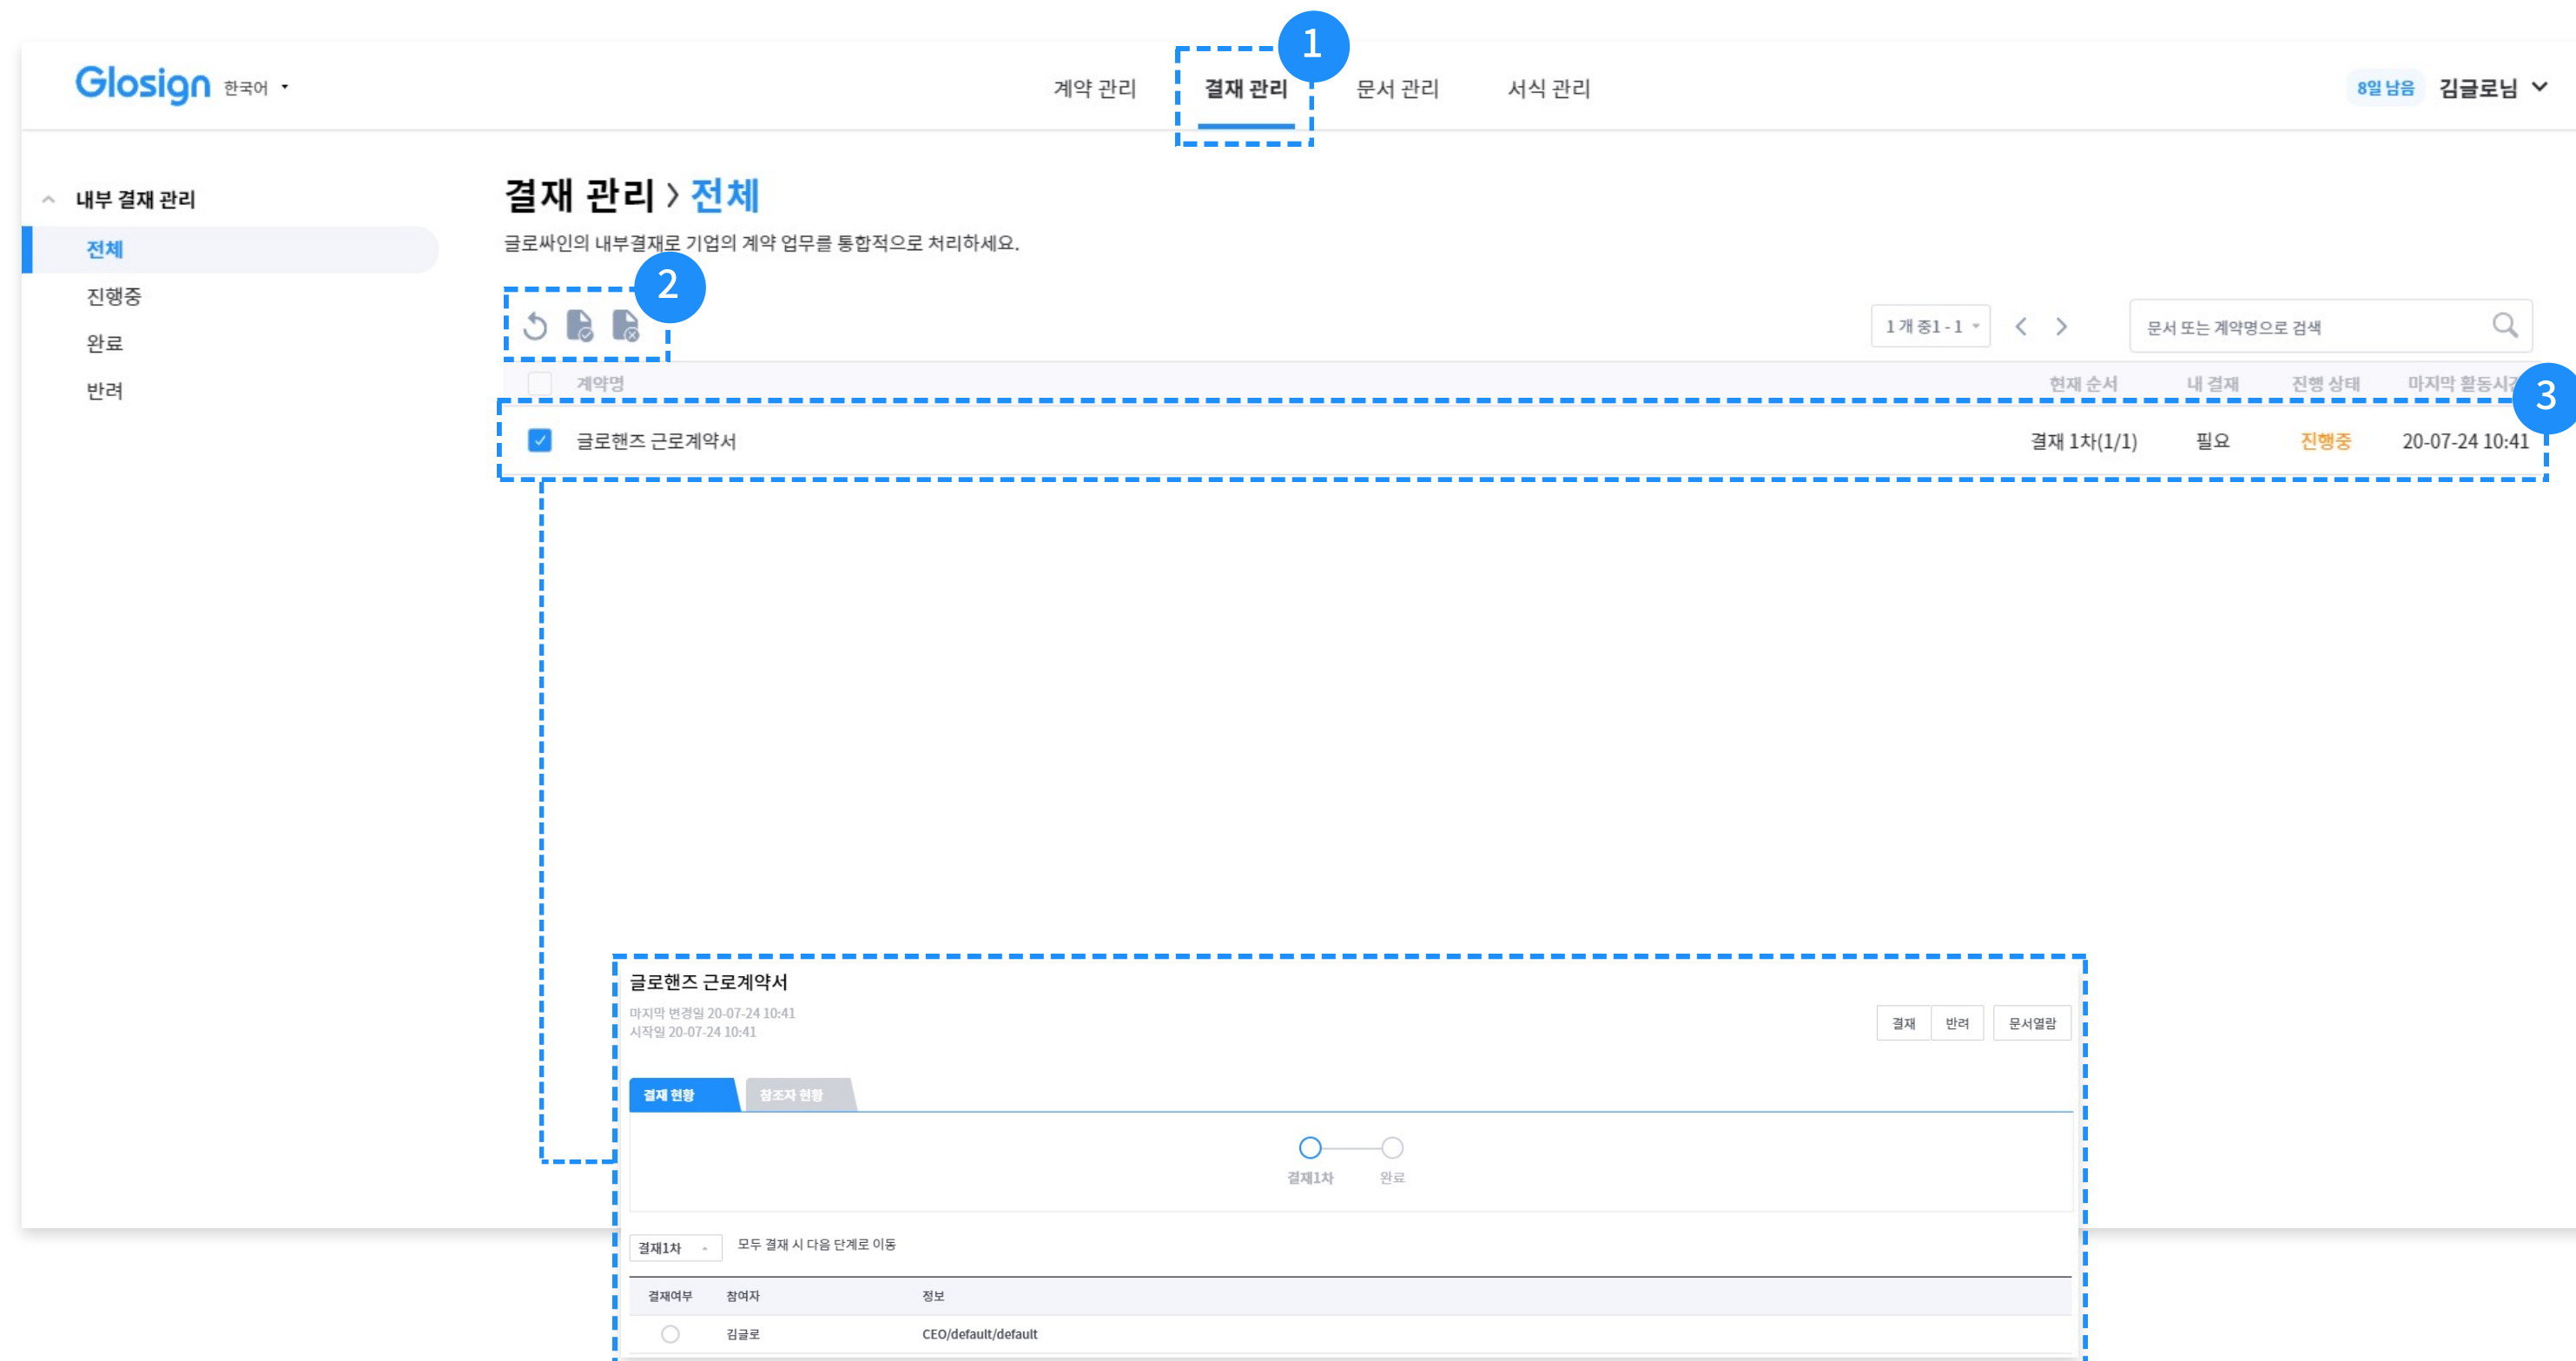 1
Glosign 한국어
계약 관리 결재 관리 문서 관리 서식 관리
8일 남음 김글로님
내부 결재 관리
전체
진행중
완료
반려
결재 관리 > 전체
글로싸인의 내부결재로 기업의 계약 업무를 통합적으로 처리하세요.
2
1 개 중1 - 1
문서 또는 계약명으로 검색
계약명 현재 순서 내 결재 진행 상태 마지막 활동시간
3
글로핸즈 근로계약서 결재 1차(1/1) 필요 진행중 20-07-24 10:41
글로핸즈 근로계약서
마지막 변경일 20-07-24 10:41
시작일 20-07-24 10:41
결재 반려 문서열람
결재 현황 참조자 현황
결재1차 완료
결재1차 모두 결재 시 다음 단계로 이동
결재여부 참여자 정보
김글로 CEO/default/default